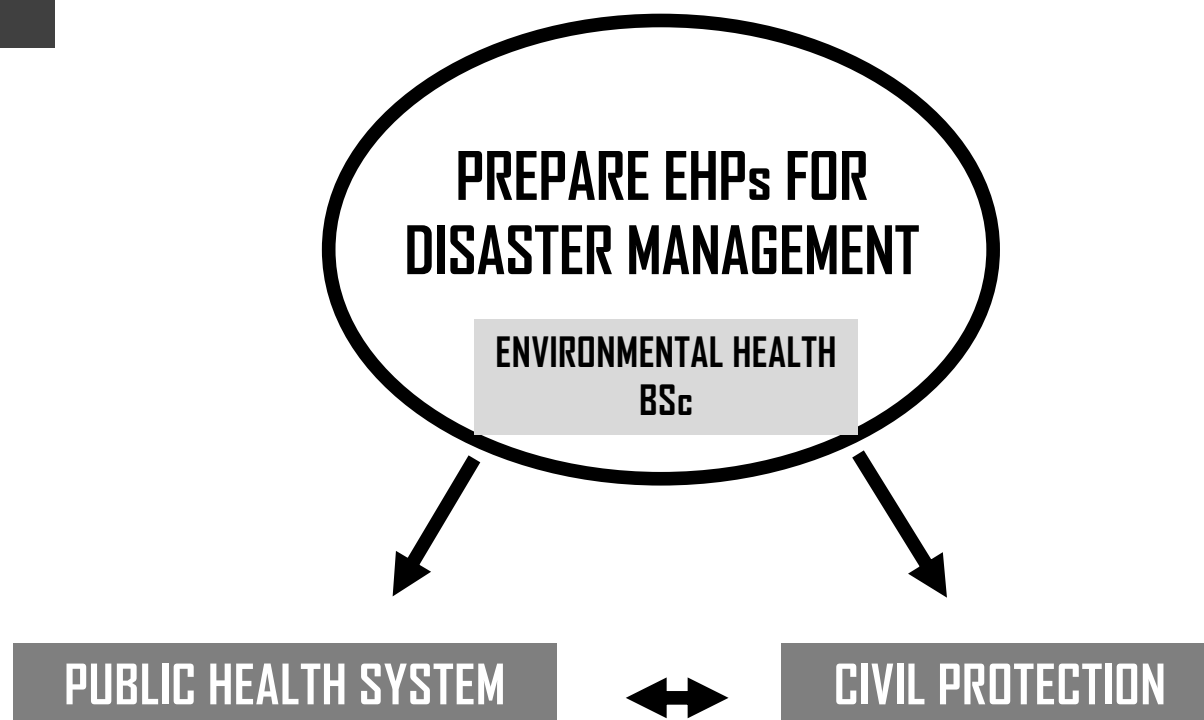 PREPARE EHPs FOR
DISASTER MANAGEMENT
ENVIRONMENTAL HEALTH
BSc
PUBLIC HEALTH SYSTEM
CIVIL PROTECTION